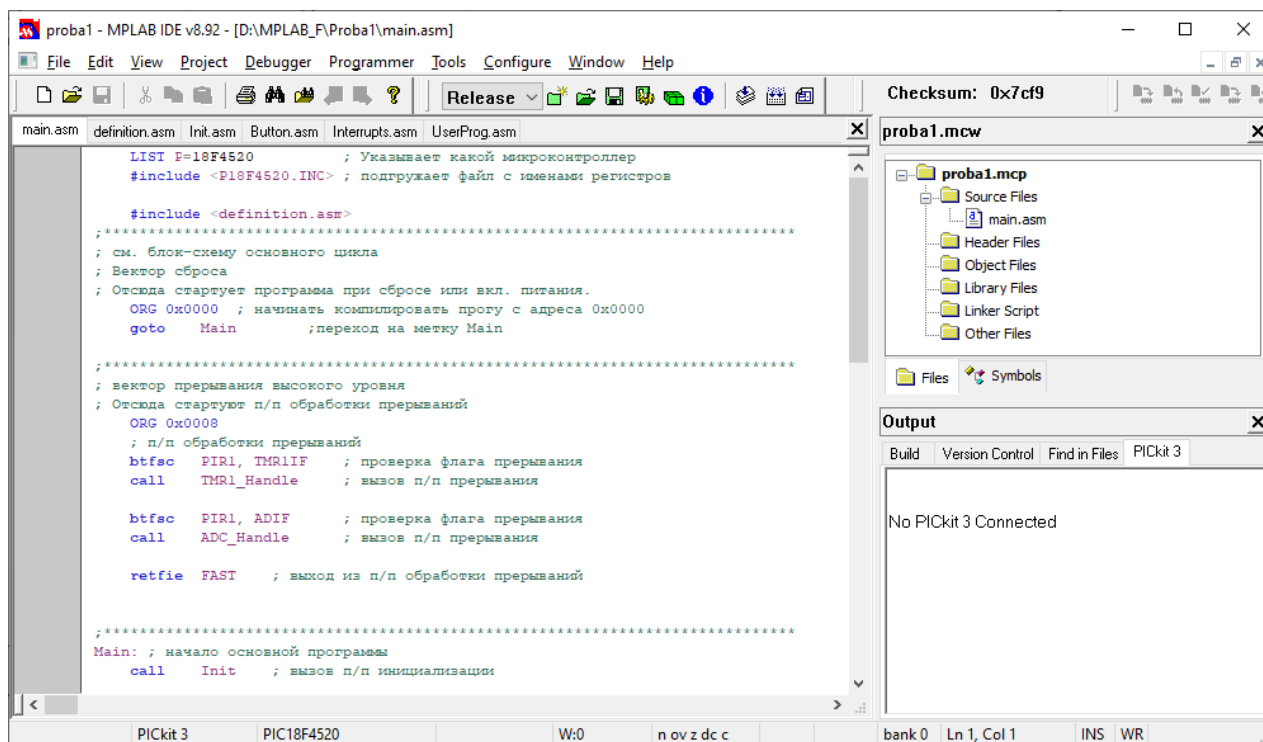 proba1 - MPLAB IDE v8.92 - [D:\MPLAB_F\Proba1\main.asm]
File Edit View Project Debugger Programmer Tools Configure Window Help
Release Checksum: 0x7cf9
main.asm definition.asm Init.asm Button.asm Interrupts.asm UserProg.asm
LIST P=18F4520 ; Указывает какой микроконтроллер
#include <P18F4520.INC> ; подгружает файл с именами регистров
#include <definition.asm>
;******************************************************************************
; см. блок-схему основного цикла
; Вектор сброса
; Отсюда стартует программа при сбросе или вкл. питания.
ORG 0x0000 ; начинать компилировать прогу с адреса 0x0000
goto Main ;переход на метку Main
;******************************************************************************
; вектор прерывания высокого уровня
; Отсюда стартуют п/п обработки прерываний
ORG 0x0008
; п/п обработки прерываний
btfsc PIR1, TMR1IF ; проверка флага прерывания
call TMR1_Handle ; вызов п/п прерывания
btfsc PIR1, ADIF ; проверка флага прерывания
call ADC_Handle ; вызов п/п прерывания
retfie FAST ; выход из п/п обработки прерываний
;******************************************************************************
Main: ; начало основной программы
call Init ; вызов п/п инициализации
proba1.mcw
proba1.mcp
Source Files
main.asm
Header Files
Object Files
Library Files
Linker Script
Other Files
Files Symbols
Output
Build Version Control Find in Files PICkit 3
No PICkit 3 Connected
PICkit 3 PIC18F4520 W:0 n ov z dc c bank 0 Ln 1, Col 1 INS WR